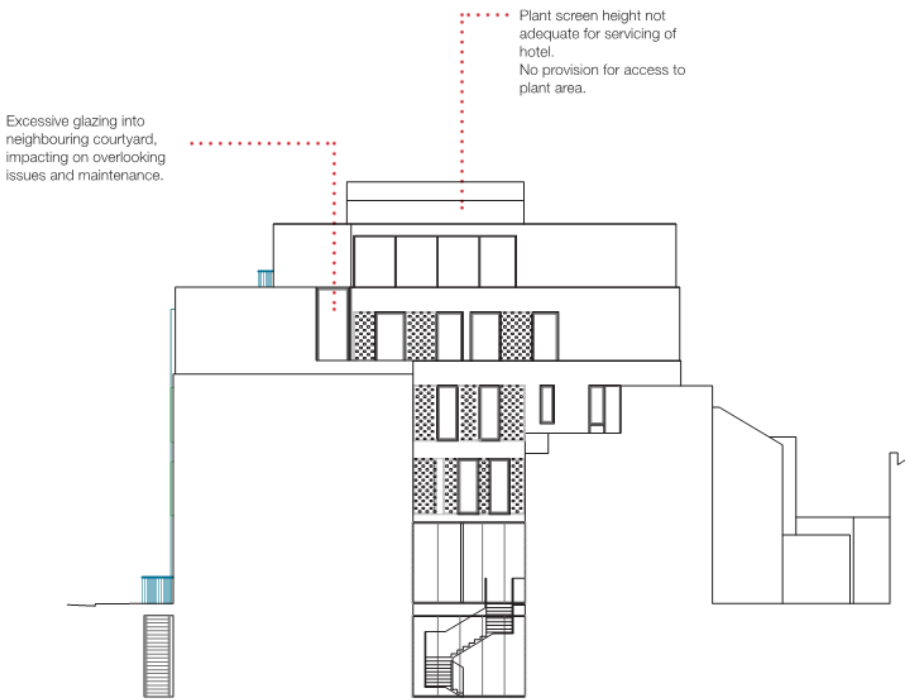 Plant screen height not
adequate for servicing of
hotel.
No provision for access to
plant area.
Excessive glazing into
neighbouring courtyard,
impacting on overlooking
issues and maintenance.